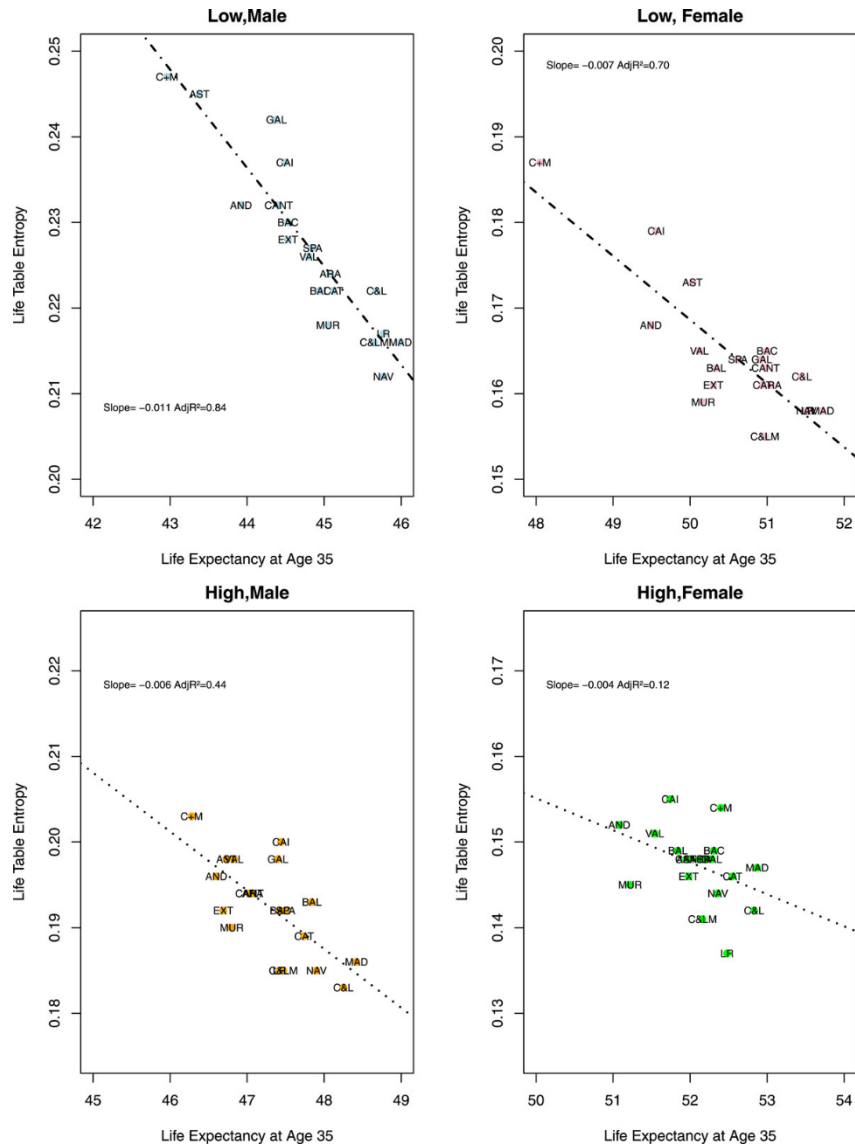 Low,Male
Life Table Entropy
0.25
0.24
0.23
0.22
0.21
0.20
C+M
AST
GAL
CAI
AND
CANT
BAC
EXT
SPA
VAL
ARA
CAT
C&L
MUR
LR
C&LM
MAD
NAV
Slope= −0.011 AdjR²=0.84
42 43 44 45 46
Life Expectancy at Age 35
Low, Female
Life Table Entropy
0.20
0.19
0.18
0.17
0.16
0.15
Slope= −0.007 AdjR²=0.70
C+M
CAI
AST
AND
VAL
BAC
SPA
GAL
BAL
CANT
C&L
EXT
MUR
MAD
C&LM
48 49 50 51 52
Life Expectancy at Age 35
High,Male
Life Table Entropy
0.22
0.21
0.20
0.19
0.18
Slope= −0.006 AdjR²=0.44
C+M
CAI
VAL
GAL
AND
EXT
BAL
MUR
CAT
MAD
NAV
C&L
45 46 47 48 49
Life Expectancy at Age 35
High,Female
Life Table Entropy
0.17
0.16
0.15
0.14
0.13
Slope= −0.004 AdjR²=0.12
CAI
C+M
AND
VAL
BAL
BAC
MAD
EXT
CAT
MUR
NAV
C&L
C&LM
LR
50 51 52 53 54
Life Expectancy at Age 35